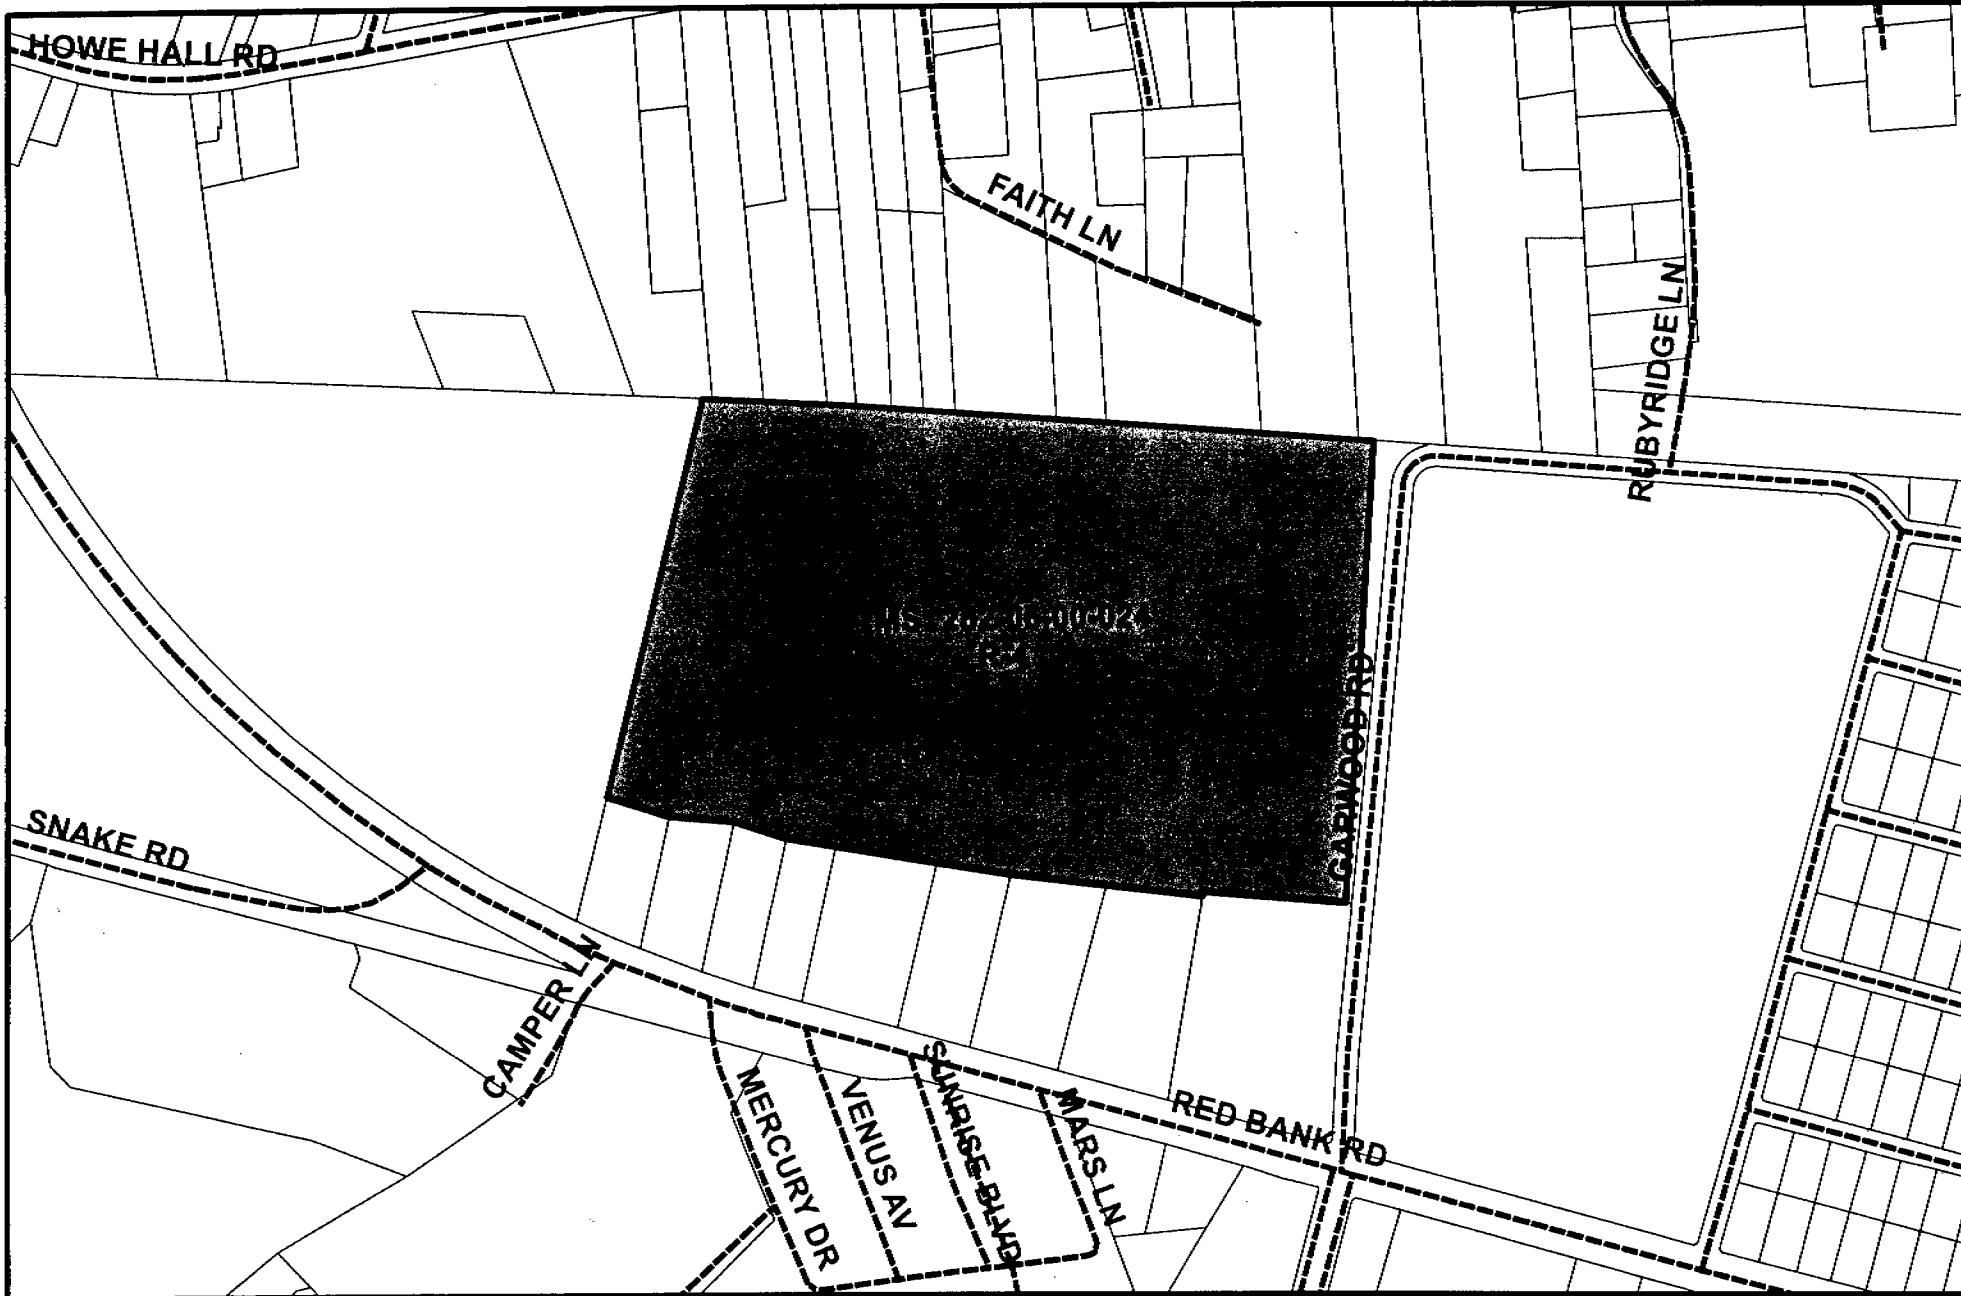 HOWE HALL RD
FAITH LN
RUBYRIDGE LN
GARWOOD RD
SNAKE RD
CAMPER LN
MERCURY DR
VENUS AV
SUNRISE BLVD
MARS LN
RED BANK RD